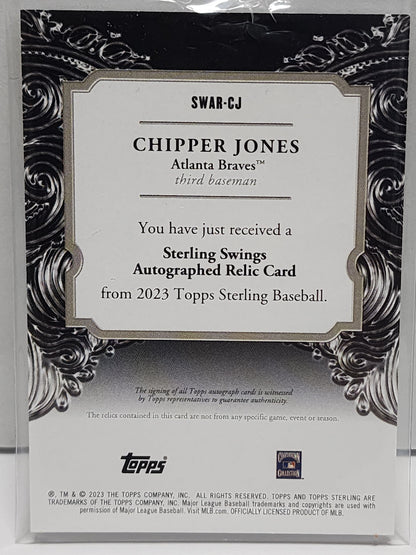 SWAR-CJ
CHIPPER JONES
Atlanta Braves™
third baseman
You have just received a
Sterling Swings
Autographed Relic Card
from 2023 Topps Sterling Baseball.
The signing of all Topps autograph cards is witnessed
by Topps representatives to guarantee authenticity.
The relics contained in this card are not from any specific game, event or season.
topps
COOPERSTOWN
COLLECTION
®, TM & © 2023 THE TOPPS COMPANY, INC. ALL RIGHTS RESERVED. TOPPS AND TOPPS STERLING ARE
TRADEMARKS OF THE TOPPS COMPANY, INC. Major League Baseball trademarks and copyrights are used with
permission of Major League Baseball. Visit MLB.com. OFFICIALLY LICENSED PRODUCT OF MLB.